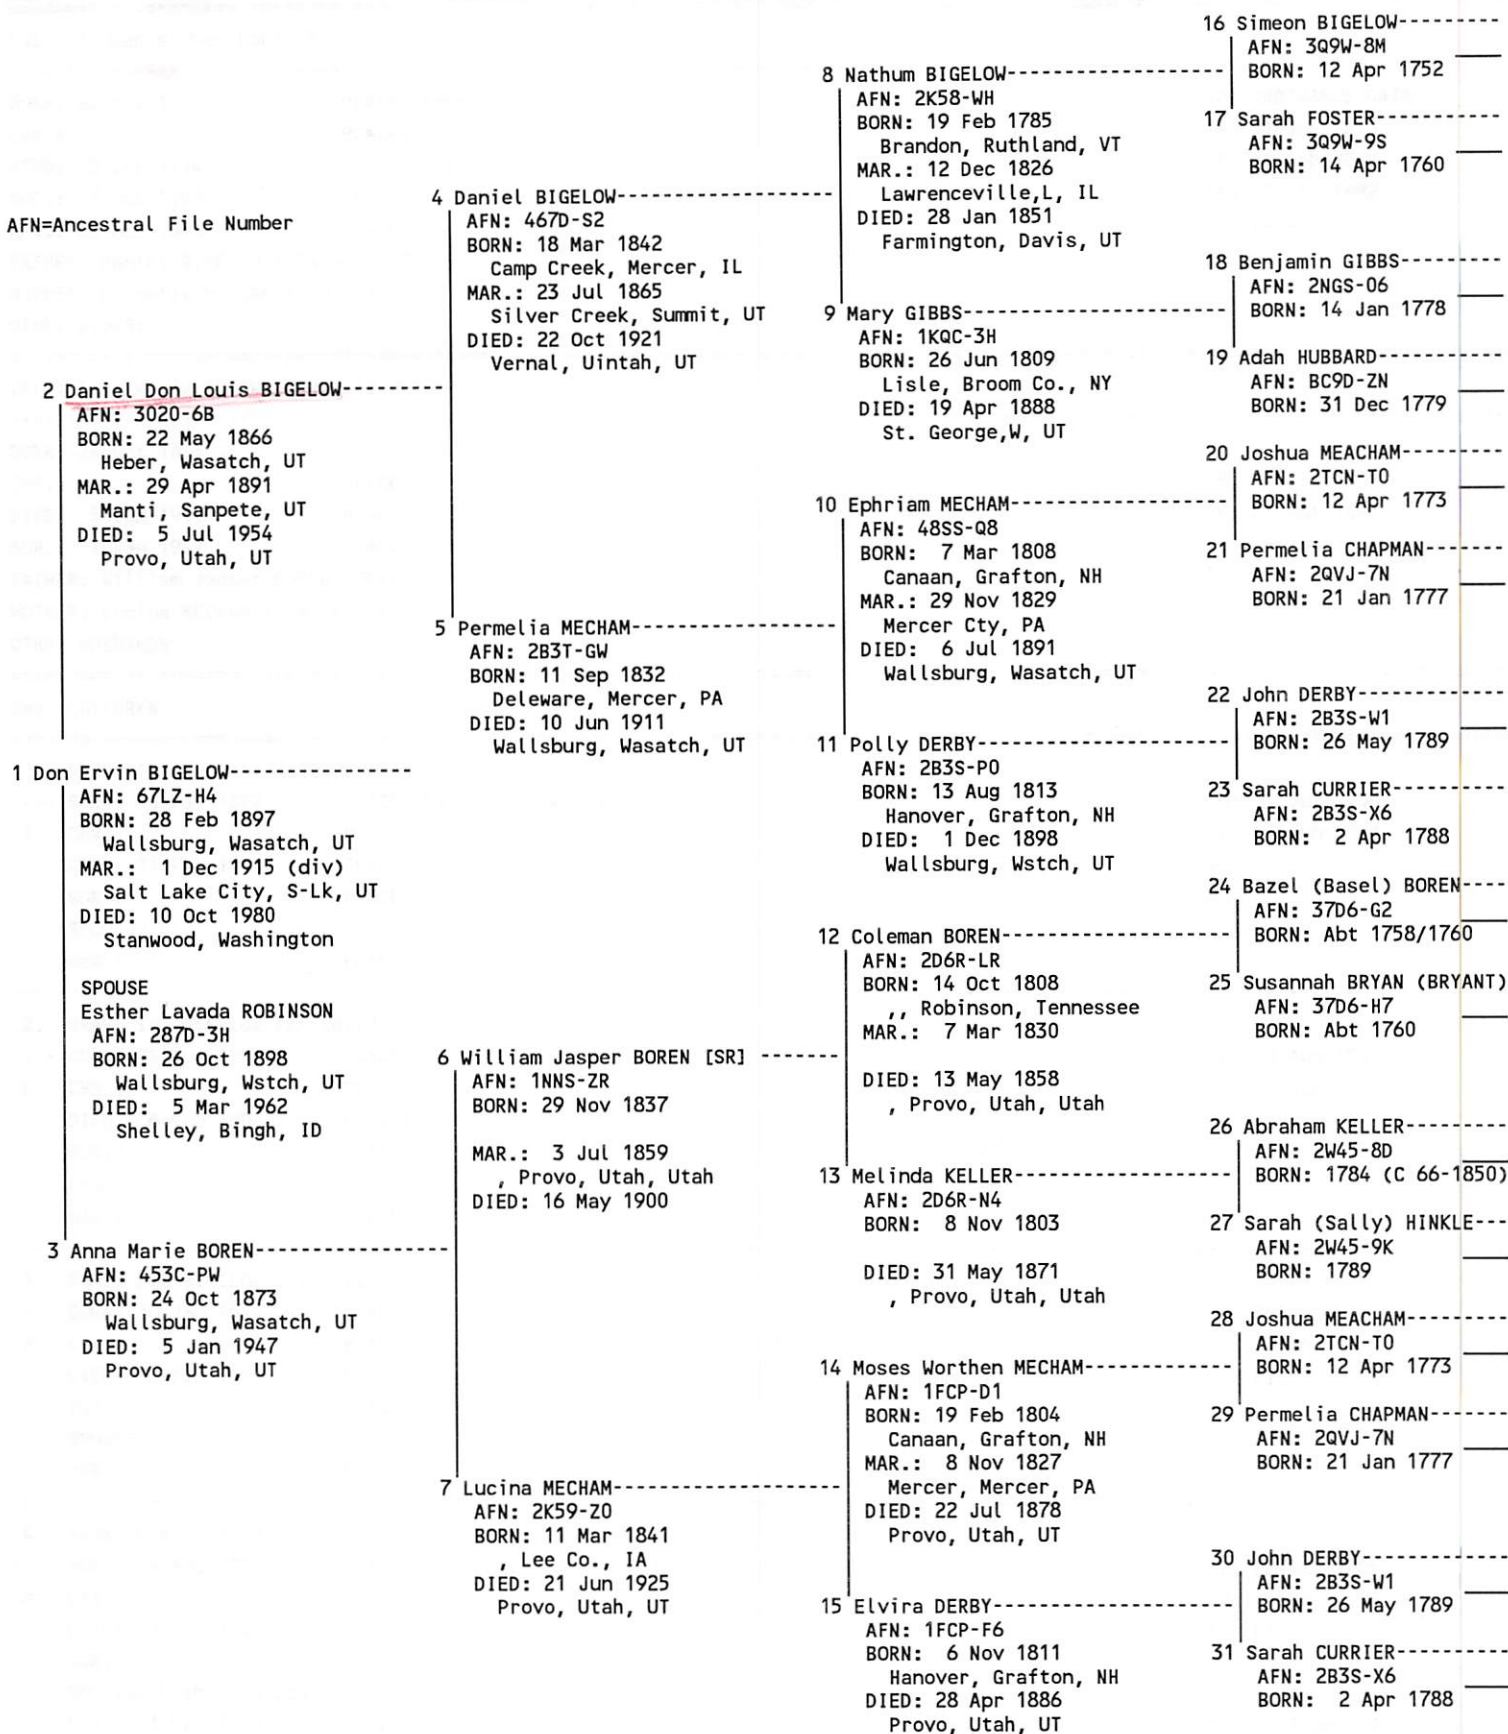 AFN=Ancestral File Number
1 Don Ervin BIGELOW---------------
AFN: 67LZ-H4
BORN: 28 Feb 1897
Wallsburg, Wasatch, UT
MAR.: 1 Dec 1915 (div)
Salt Lake City, S-Lk, UT
DIED: 10 Oct 1980
Stanwood, Washington
SPOUSE
Esther Lavada ROBINSON
AFN: 287D-3H
BORN: 26 Oct 1898
Wallsburg, Wstch, UT
DIED: 5 Mar 1962
Shelley, Bingh, ID
2 Daniel Don Louis BIGELOW---------
AFN: 3020-6B
BORN: 22 May 1866
Heber, Wasatch, UT
MAR.: 29 Apr 1891
Manti, Sanpete, UT
DIED: 5 Jul 1954
Provo, Utah, UT
3 Anna Marie BOREN----------------
AFN: 453C-PW
BORN: 24 Oct 1873
Wallsburg, Wasatch, UT
DIED: 5 Jan 1947
Provo, Utah, UT
4 Daniel BIGELOW------------------
AFN: 467D-S2
BORN: 18 Mar 1842
Camp Creek, Mercer, IL
MAR.: 23 Jul 1865
Silver Creek, Summit, UT
DIED: 22 Oct 1921
Vernal, Uintah, UT
5 Permelia MECHAM-----------------
AFN: 2B3T-GW
BORN: 11 Sep 1832
Deleware, Mercer, PA
DIED: 10 Jun 1911
Wallsburg, Wasatch, UT
6 William Jasper BOREN [SR] ------
AFN: 1NNS-ZR
BORN: 29 Nov 1837
MAR.: 3 Jul 1859
, Provo, Utah, Utah
DIED: 16 May 1900
7 Lucina MECHAM-------------------
AFN: 2K59-Z0
BORN: 11 Mar 1841
, Lee Co., IA
DIED: 21 Jun 1925
Provo, Utah, UT
8 Nathum BIGELOW------------------
AFN: 2K58-WH
BORN: 19 Feb 1785
Brandon, Ruthland, VT
MAR.: 12 Dec 1826
Lawrenceville,L, IL
DIED: 28 Jan 1851
Farmington, Davis, UT
9 Mary GIBBS----------------------
AFN: 1KQC-3H
BORN: 26 Jun 1809
Lisle, Broom Co., NY
DIED: 19 Apr 1888
St. George,W, UT
10 Ephriam MECHAM------------------
AFN: 48SS-Q8
BORN: 7 Mar 1808
Canaan, Grafton, NH
MAR.: 29 Nov 1829
Mercer Cty, PA
DIED: 6 Jul 1891
Wallsburg, Wasatch, UT
11 Polly DERBY---------------------
AFN: 2B3S-P0
BORN: 13 Aug 1813
Hanover, Grafton, NH
DIED: 1 Dec 1898
Wallsburg, Wstch, UT
12 Coleman BOREN-------------------
AFN: 2D6R-LR
BORN: 14 Oct 1808
,, Robinson, Tennessee
MAR.: 7 Mar 1830
DIED: 13 May 1858
, Provo, Utah, Utah
13 Melinda KELLER------------------
AFN: 2D6R-N4
BORN: 8 Nov 1803
DIED: 31 May 1871
, Provo, Utah, Utah
14 Moses Worthen MECHAM------------
AFN: 1FCP-D1
BORN: 19 Feb 1804
Canaan, Grafton, NH
MAR.: 8 Nov 1827
Mercer, Mercer, PA
DIED: 22 Jul 1878
Provo, Utah, UT
15 Elvira DERBY--------------------
AFN: 1FCP-F6
BORN: 6 Nov 1811
Hanover, Grafton, NH
DIED: 28 Apr 1886
Provo, Utah, UT
16 Simeon BIGELOW---------
AFN: 3Q9W-8M
BORN: 12 Apr 1752
17 Sarah FOSTER-----------
AFN: 3Q9W-9S
BORN: 14 Apr 1760
18 Benjamin GIBBS---------
AFN: 2NGS-06
BORN: 14 Jan 1778
19 Adah HUBBARD-----------
AFN: BC9D-ZN
BORN: 31 Dec 1779
20 Joshua MEACHAM---------
AFN: 2TCN-T0
BORN: 12 Apr 1773
21 Permelia CHAPMAN-------
AFN: 2QVJ-7N
BORN: 21 Jan 1777
22 John DERBY-------------
AFN: 2B3S-W1
BORN: 26 May 1789
23 Sarah CURRIER----------
AFN: 2B3S-X6
BORN: 2 Apr 1788
24 Bazel (Basel) BOREN----
AFN: 37D6-G2
BORN: Abt 1758/1760
25 Susannah BRYAN (BRYANT)
AFN: 37D6-H7
BORN: Abt 1760
26 Abraham KELLER---------
AFN: 2W45-8D
BORN: 1784 (C 66-1850)
27 Sarah (Sally) HINKLE---
AFN: 2W45-9K
BORN: 1789
28 Joshua MEACHAM---------
AFN: 2TCN-T0
BORN: 12 Apr 1773
29 Permelia CHAPMAN-------
AFN: 2QVJ-7N
BORN: 21 Jan 1777
30 John DERBY-------------
AFN: 2B3S-W1
BORN: 26 May 1789
31 Sarah CURRIER----------
AFN: 2B3S-X6
BORN: 2 Apr 1788